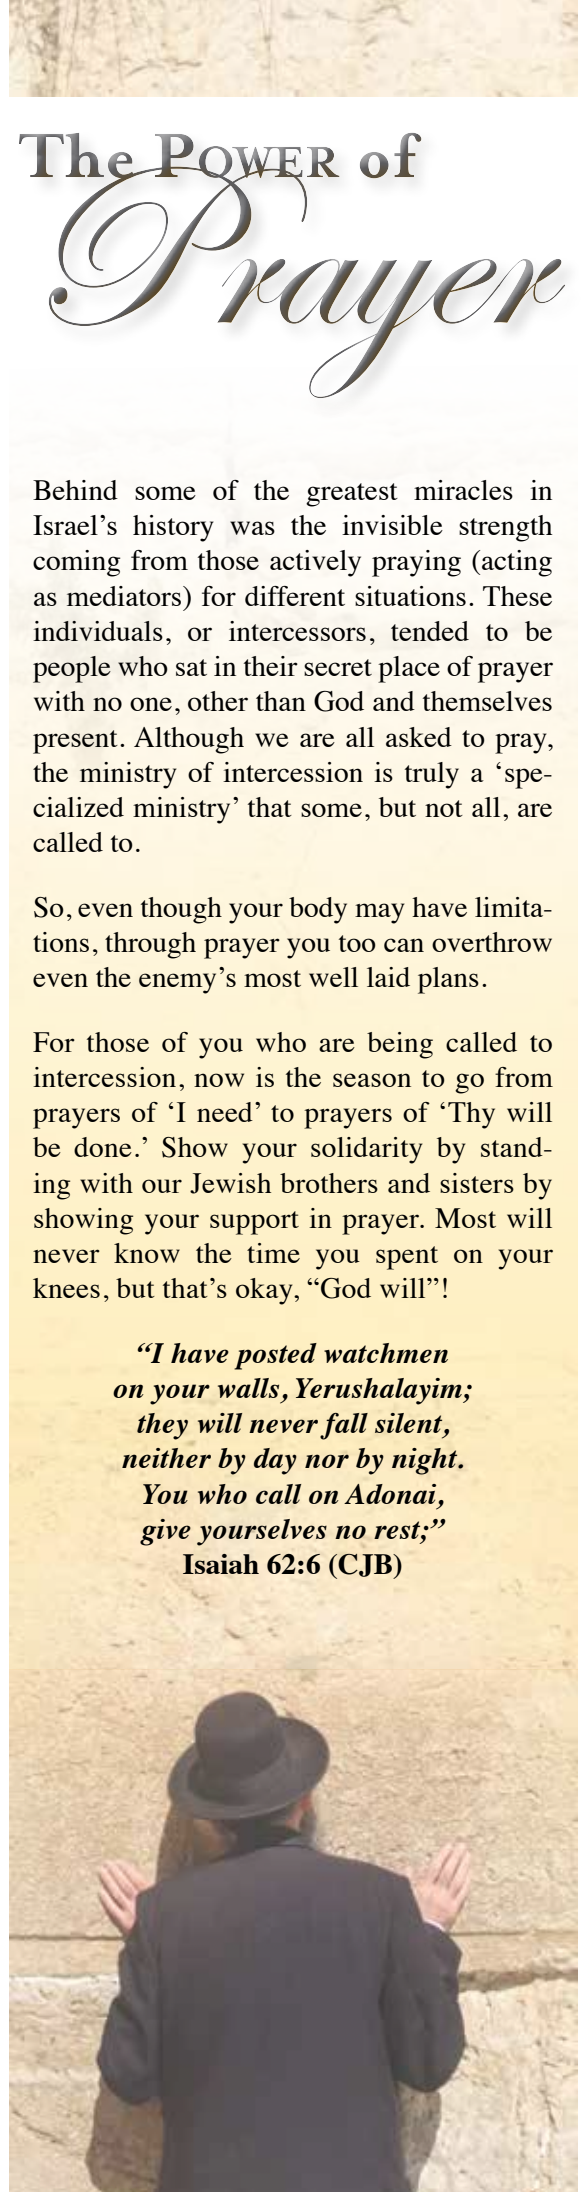 The POWER of
Prayer
Behind some of the greatest miracles in
Israel’s history was the invisible strength
coming from those actively praying (acting
as mediators) for different situations. These
individuals, or intercessors, tended to be
people who sat in their secret place of prayer
with no one, other than God and themselves
present. Although we are all asked to pray,
the ministry of intercession is truly a ‘spe-
cialized ministry’ that some, but not all, are
called to.
So, even though your body may have limita-
tions, through prayer you too can overthrow
even the enemy’s most well laid plans.
For those of you who are being called to
intercession, now is the season to go from
prayers of ‘I need’ to prayers of ‘Thy will
be done.’ Show your solidarity by stand-
ing with our Jewish brothers and sisters by
showing your support in prayer. Most will
never know the time you spent on your
knees, but that’s okay, “God will”!
“I have posted watchmen
on your walls, Yerushalayim;
they will never fall silent,
neither by day nor by night.
You who call on Adonai,
give yourselves no rest;”
Isaiah 62:6 (CJB)